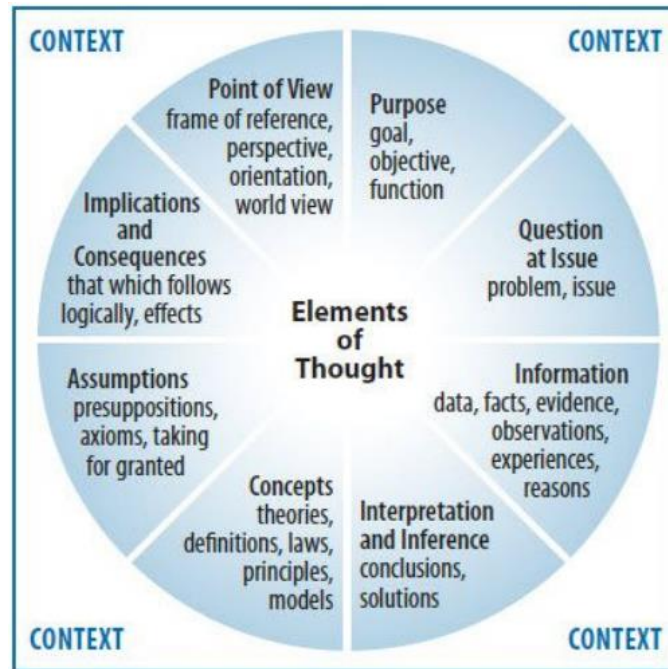 CONTEXT
CONTEXT
Point of View
frame of reference,
perspective,
orientation,
world view
Purpose
goal,
objective,
function
Question
at Issue
problem, issue
Information
data, facts, evidence,
observations,
experiences,
reasons
Interpretation
and Inference
conclusions,
solutions
Concepts
theories,
definitions, laws,
principles,
models
Assumptions
presuppositions,
axioms, taking
for granted
Implications
and
Consequences
that which follows
logically, effects
Elements
of
Thought
CONTEXT
CONTEXT